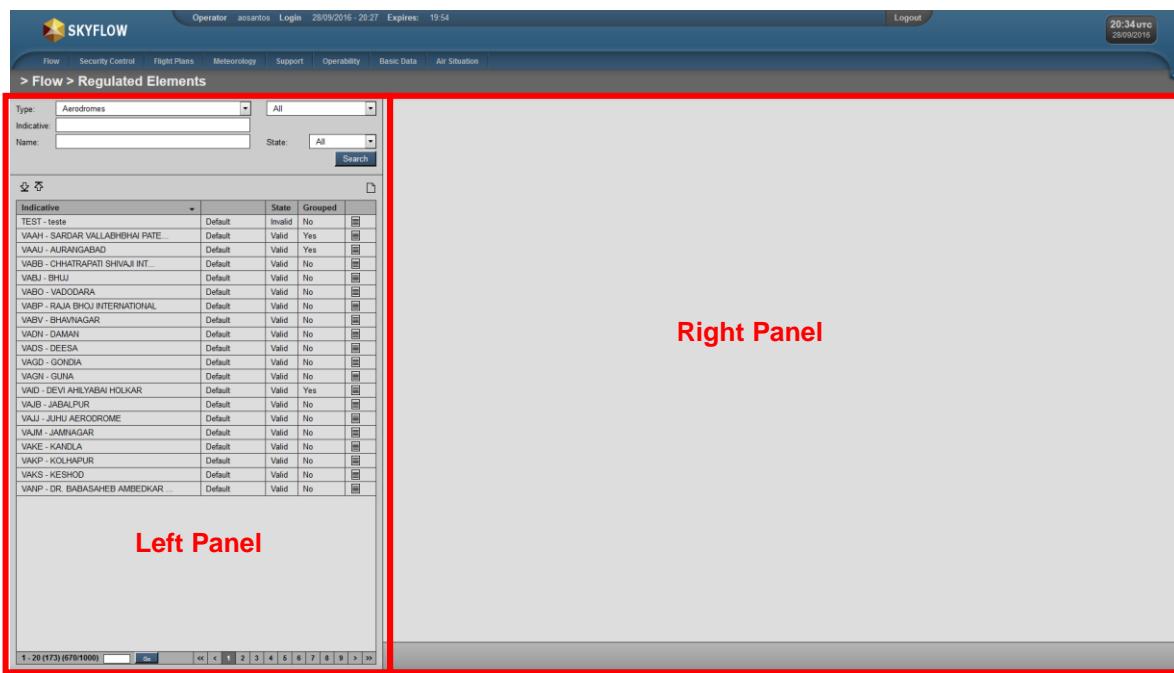 Operator aosantos Login 28/09/2016 - 20:27 Expires: 19:54 Logout
SKYFLOW
20:34 UTC
28/09/2016
Flow Security Control Flight Plans Meteorology Support Operability Basic Data Air Situation
> Flow > Regulated Elements
Type: Aerodromes All
Indicative:
Name: State: All
Search
Indicative State Grouped
TEST - teste Default Invalid No
VAAH - SARDAR VALLABHBHAI PATE... Default Valid Yes
VAAU - AURANGABAD Default Valid Yes
VABB - CHHATRAPATI SHIVAJI INT... Default Valid No
VABJ - BHUJ Default Valid No
VABO - VADODARA Default Valid No
VABP - RAJA BHOJ INTERNATIONAL Default Valid No
VABV - BHAVNAGAR Default Valid No
VADN - DAMAN Default Valid No
VADS - DEESA Default Valid No
VAGD - GONDIA Default Valid No
VAGN - GUNA Default Valid No
VAID - DEVI AHILYABAI HOLKAR Default Valid Yes
VAJB - JABALPUR Default Valid No
VAJJ - JUHU AERODROME Default Valid No
VAJM - JAMNAGAR Default Valid No
VAKE - KANDLA Default Valid No
VAKP - KOLHAPUR Default Valid No
VAKS - KESHOD Default Valid No
VANP - DR. BABASAHEB AMBEDKAR ... Default Valid No
Right Panel
Left Panel
1 - 20 (173) (670/1000) Go << < 1 2 3 4 5 6 7 8 9 > >>